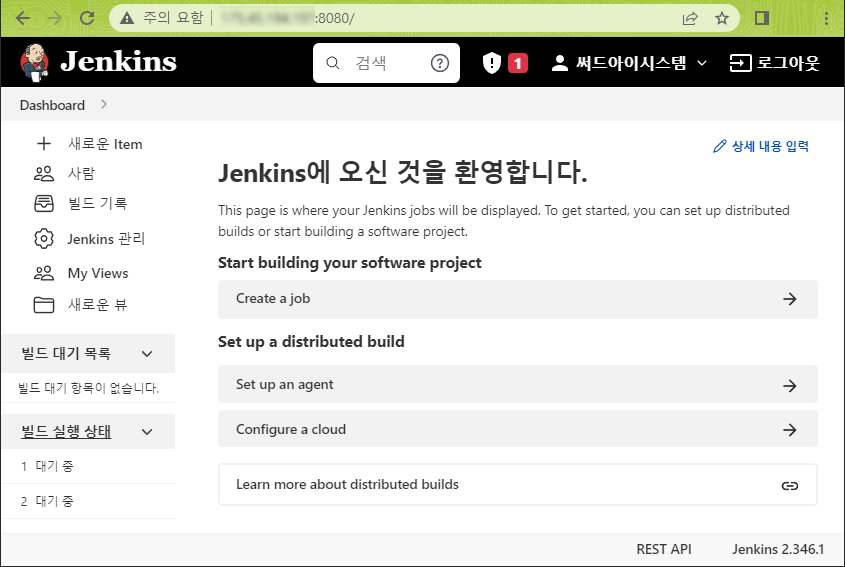 주의 요함 | :8080/
Jenkins
검색
1
써드아이시스템
로그아웃
Dashboard
새로운 Item
사람
빌드 기록
Jenkins 관리
My Views
새로운 뷰
빌드 대기 목록
빌드 대기 항목이 없습니다.
빌드 실행 상태
1 대기 중
2 대기 중
상세 내용 입력
Jenkins에 오신 것을 환영합니다.
This page is where your Jenkins jobs will be displayed. To get started, you can set up distributed
builds or start building a software project.
Start building your software project
Create a job
Set up a distributed build
Set up an agent
Configure a cloud
Learn more about distributed builds
REST API
Jenkins 2.346.1